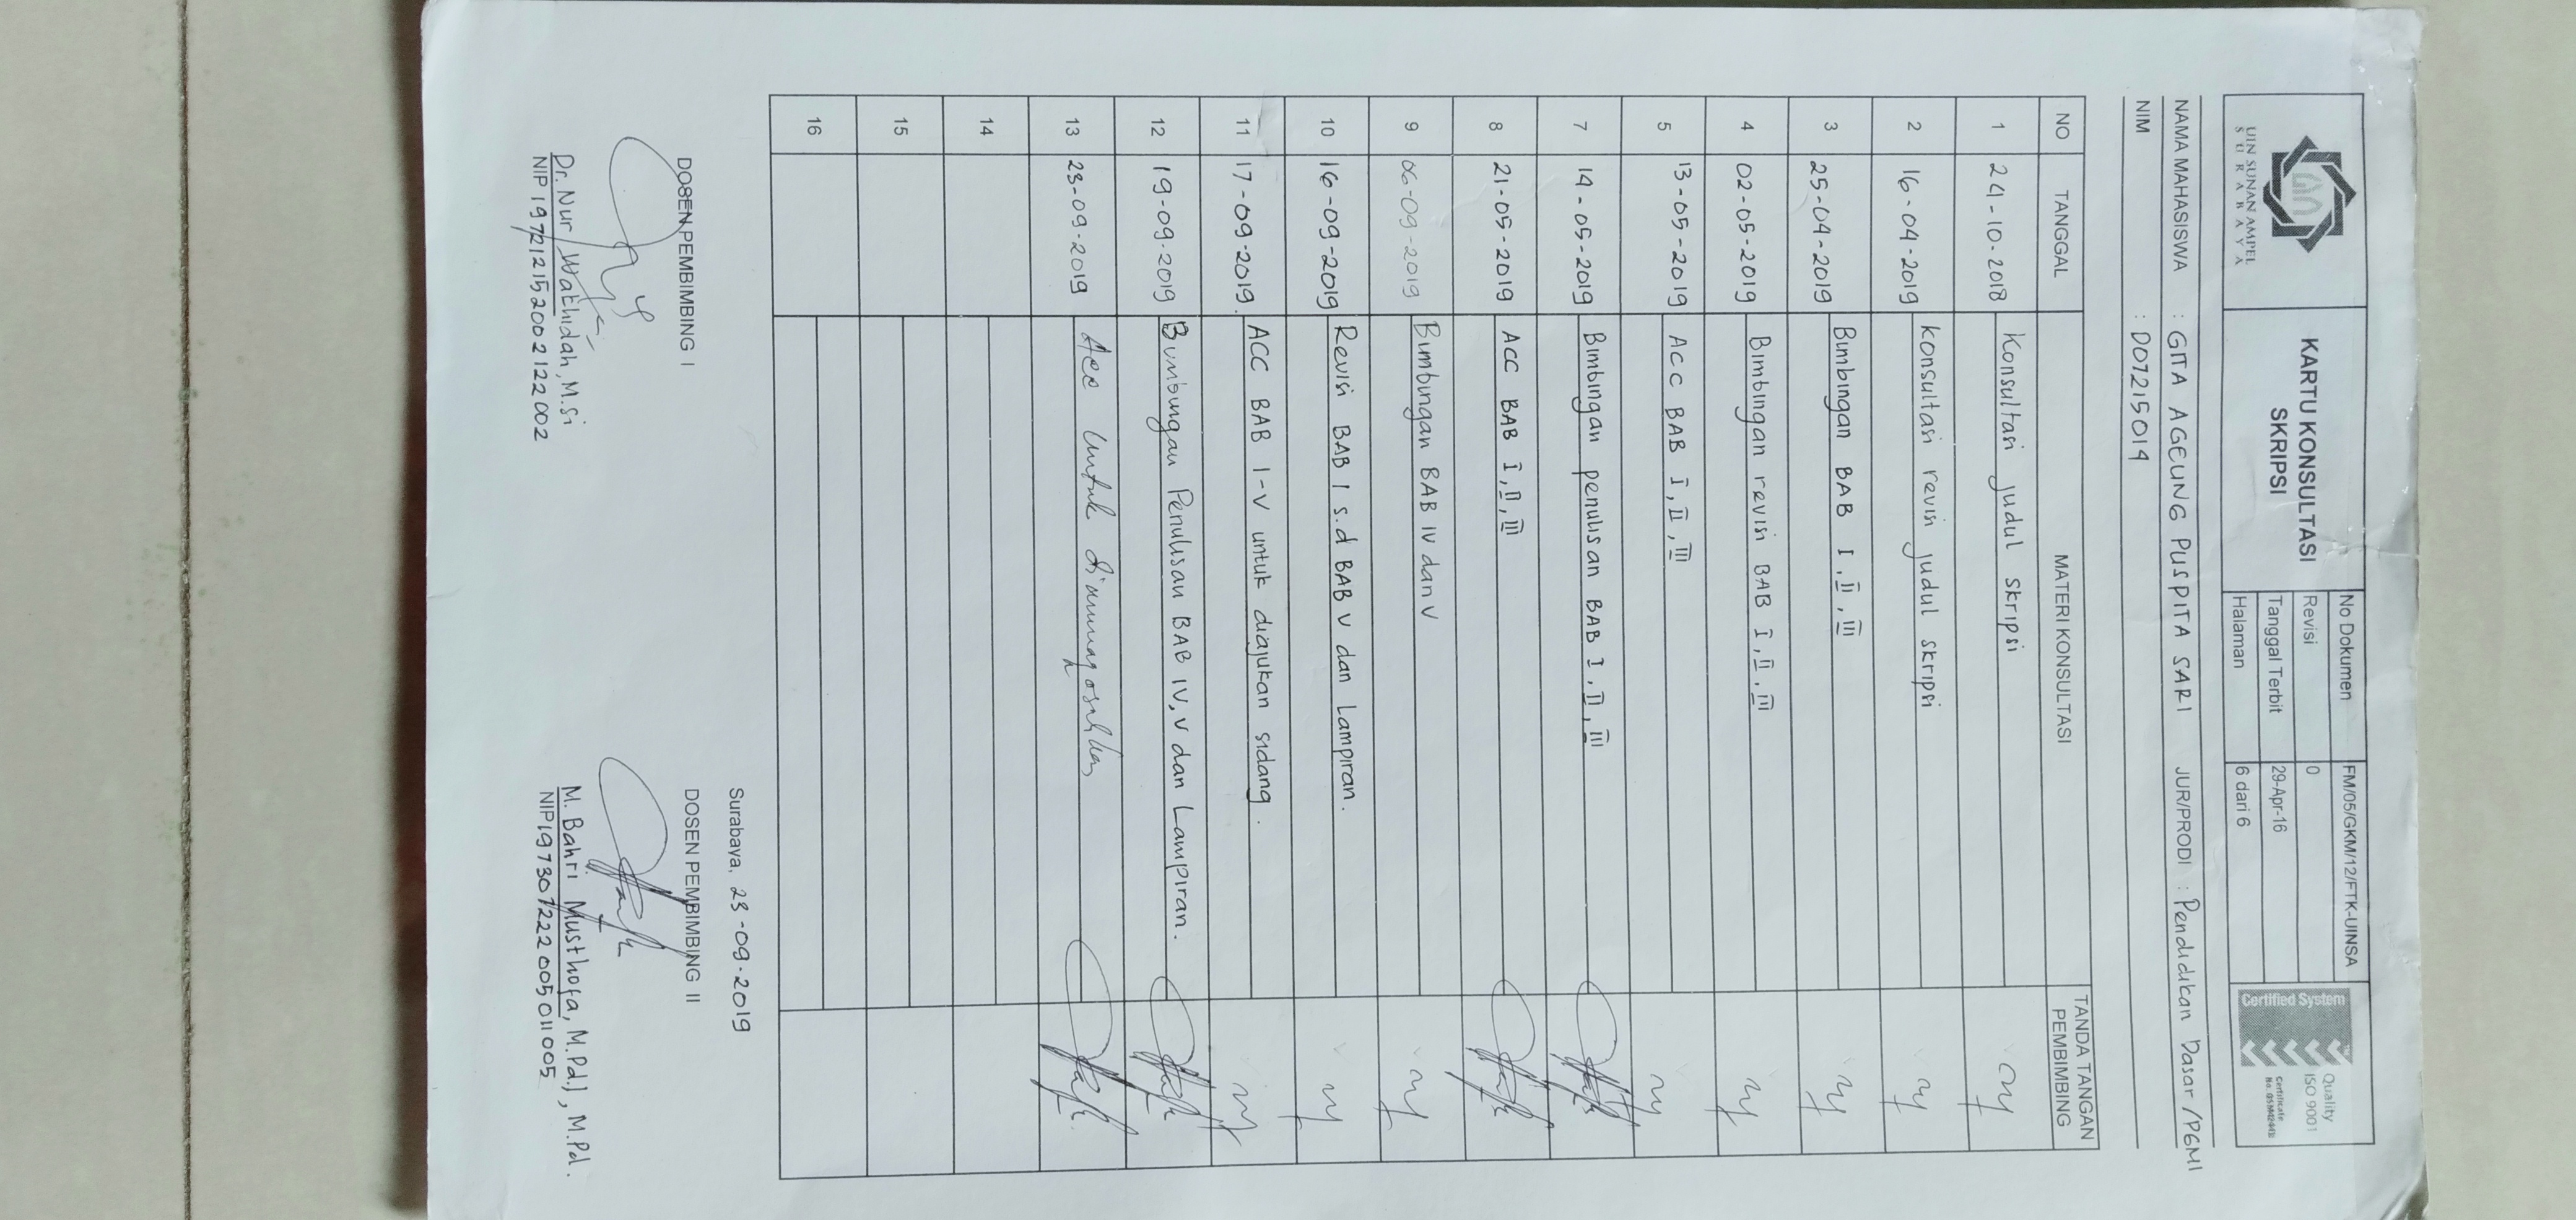 UIN SUNAN AMPEL
SURABAYA
KARTU KONSULTASI
SKRIPSI
No Dokumen FM/05/GKM/12/FTK-UINSA
Revisi 0
Tanggal Terbit 29-Apr-16
Halaman 6 dari 6
Certified System
Quality
ISO 9001
Certificate
NAMA MAHASISWA : GITA AGEUNG PUSPITA SARI JUR/PRODI : Pendidikan Dasar /PGMI
NIM : D07215014
NO TANGGAL MATERI KONSULTASI TANDA TANGAN PEMBIMBING
1 24-10-2018 Konsultasi judul skripsi
2 16-04-2019 konsultasi revisi judul skripsi
3 25-04-2019 Bimbingan BAB I, II, III
4 02-05-2019 Bimbingan revisi BAB I, II, III
5 13-05-2019 ACC BAB I, II, III
7 14-05-2019 Bimbingan penulisan BAB I, II, III
8 21-05-2019 ACC BAB I, II, III
9 06-09-2019 Bimbingan BAB IV dan V
10 16-09-2019 Revisi BAB I s.d BAB V dan Lampiran.
11 17-09-2019. ACC BAB I-V untuk diajukan sidang.
12 19-09-2019 Bimbingan Penulisan BAB IV, V dan Lampiran.
13 23-09-2019 Acc Untuk
14
15
16
Surabaya, 23-09-2019
DOSEN PEMBIMBING I DOSEN PEMBIMBING II
Dr. Nur Wakhidah, M.Si M. Bahri Musthofa, M.Pd.I, M.Pd.
NIP 197212152002122002 NIP 197307222005011005